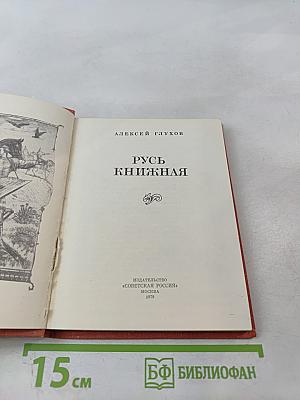 АЛЕКСЕЙ ГЛУХОВ
РУСЬ
КНИЖНАЯ
ИЗДАТЕЛЬСТВО
«СОВЕТСКАЯ РОССИЯ»
МОСКВА
1979
15 см
БФ БИБЛИОФАН